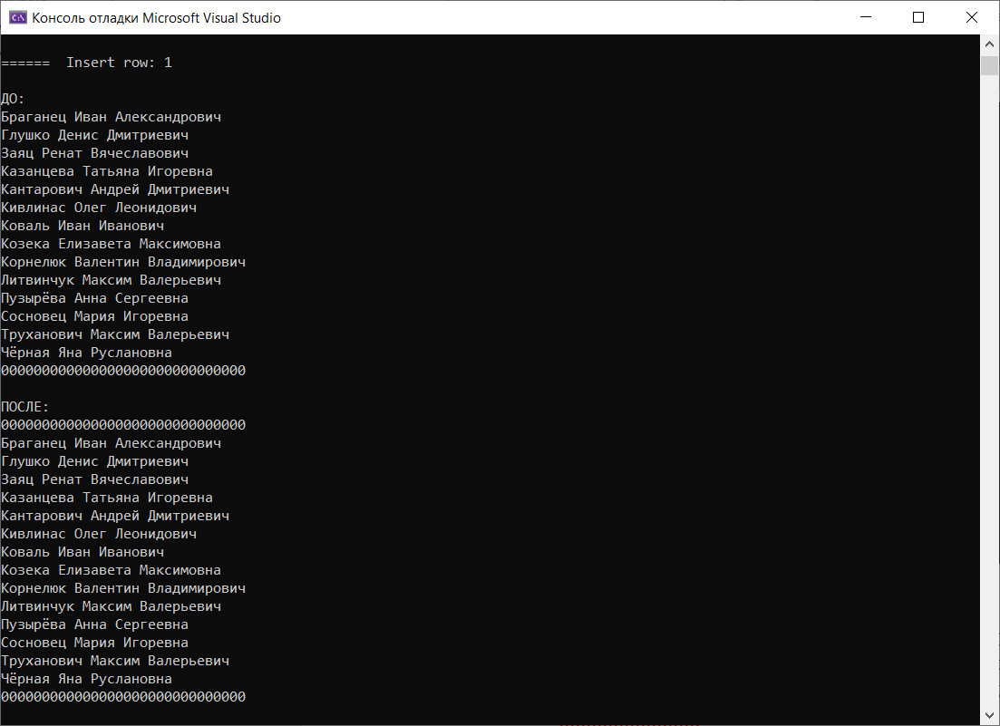 Консоль отладки Microsoft Visual Studio
====== Insert row: 1
ДО:
Браганец Иван Александрович
Глушко Денис Дмитриевич
Заяц Ренат Вячеславович
Казанцева Татьяна Игоревна
Кантарович Андрей Дмитриевич
Кивлинас Олег Леонидович
Коваль Иван Иванович
Козека Елизавета Максимовна
Корнелюк Валентин Владимирович
Литвинчук Максим Валерьевич
Пузырёва Анна Сергеевна
Сосновец Мария Игоревна
Труханович Максим Валерьевич
Чёрная Яна Руслановна
000000000000000000000000000000
ПОСЛЕ:
000000000000000000000000000000
Браганец Иван Александрович
Глушко Денис Дмитриевич
Заяц Ренат Вячеславович
Казанцева Татьяна Игоревна
Кантарович Андрей Дмитриевич
Кивлинас Олег Леонидович
Коваль Иван Иванович
Козека Елизавета Максимовна
Корнелюк Валентин Владимирович
Литвинчук Максим Валерьевич
Пузырёва Анна Сергеевна
Сосновец Мария Игоревна
Труханович Максим Валерьевич
Чёрная Яна Руслановна
000000000000000000000000000000